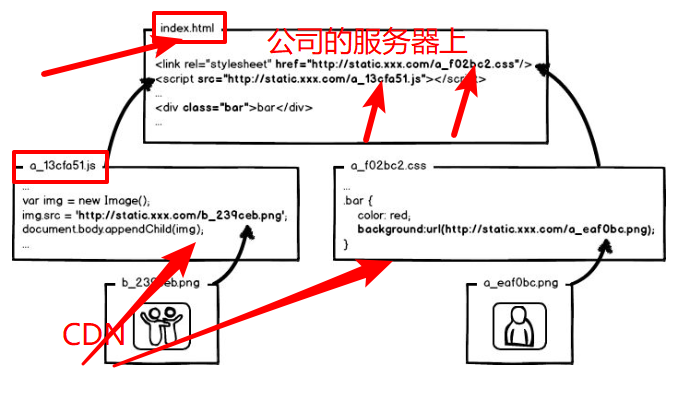 index.html
公司的服务器上
<link rel="stylesheet" href="http://static.xxx.com/a_f02bc2.css"/>
<script src="http://static.xxx.com/a_13cfa51.js"></script>
...
<div class="bar">bar</div>
...
a_13cfa51.js
...
var img = new Image();
img.src = 'http://static.xxx.com/b_239ceb.png';
document.body.appendChild(img);
...
a_f02bc2.css
...
.bar {
color: red;
background:url(http://static.xxx.com/a_eaf0bc.png);
}
b_239ceb.png
a_eaf0bc.png
CDN